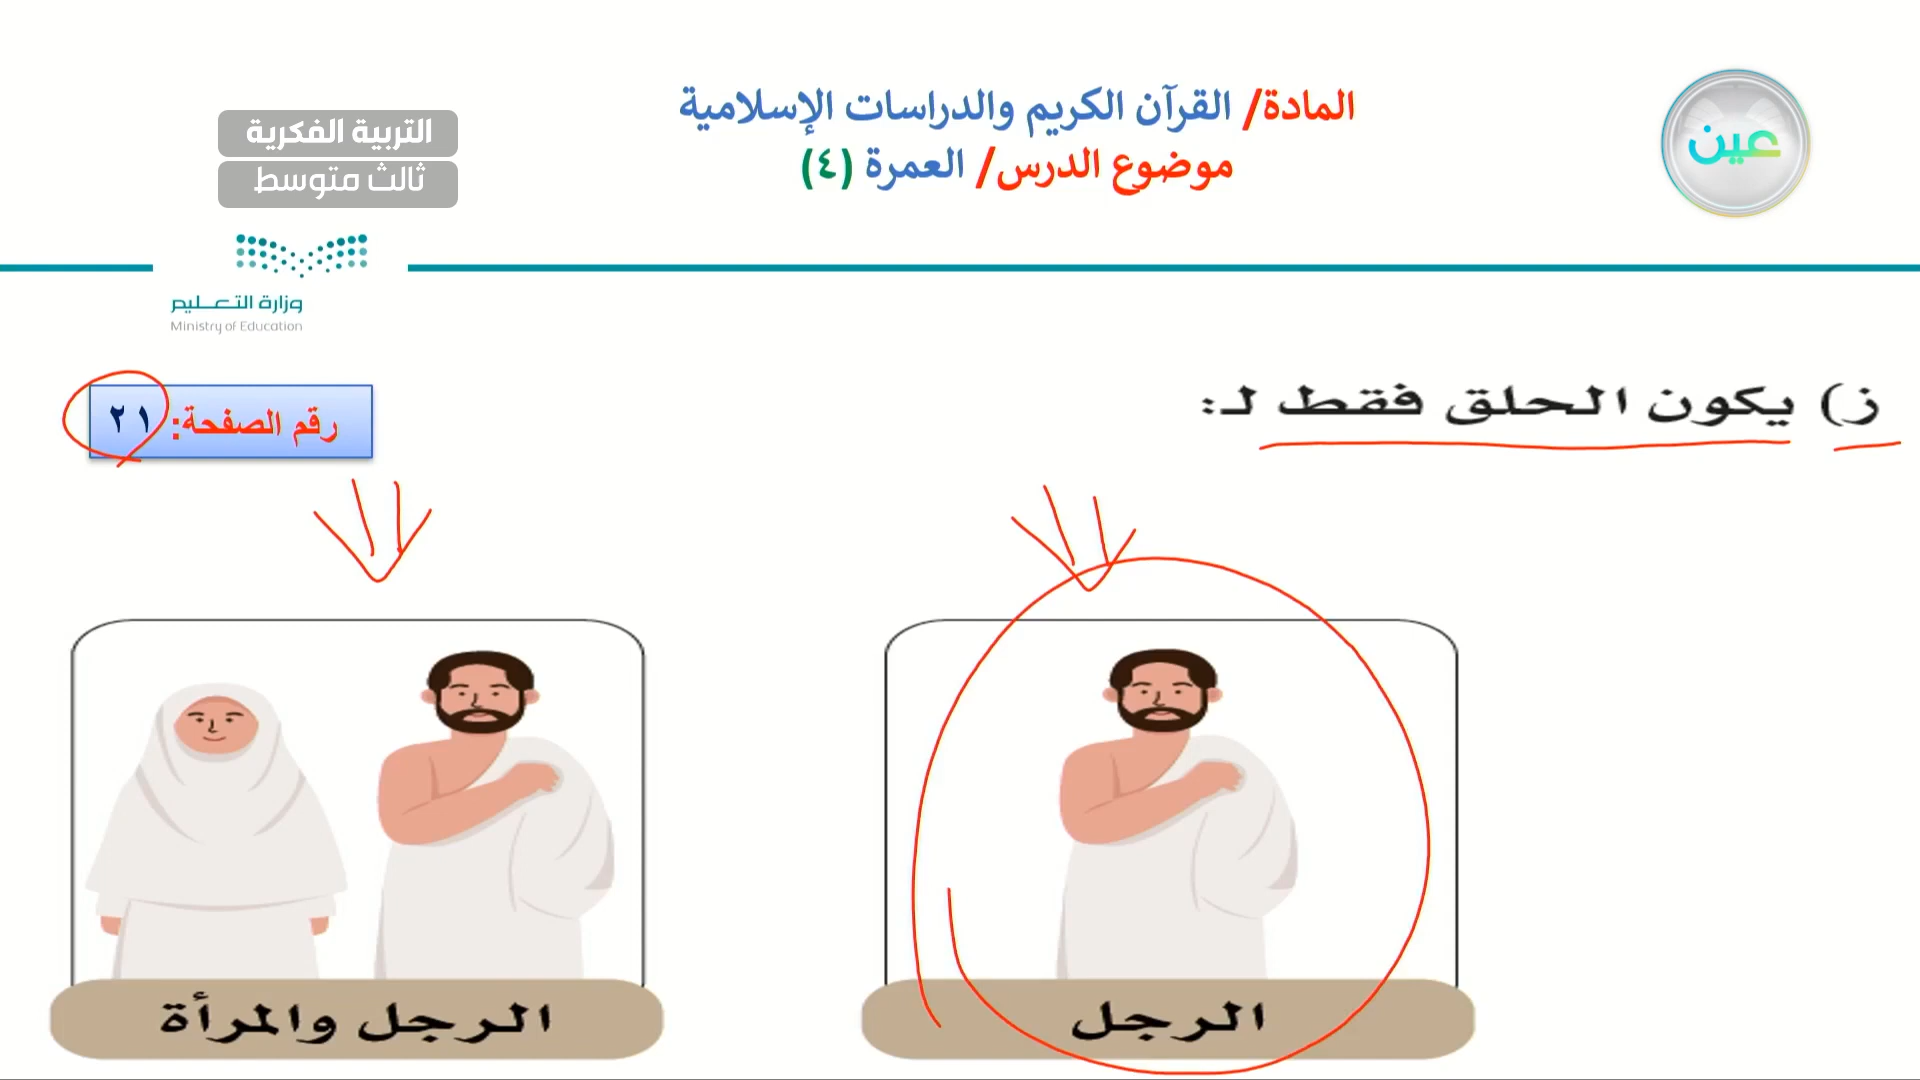 المادة/ القرآن الكريم والدراسات الإسلامية
موضوع الدرس/ العمرة (٤)
عين
التربية الفكرية
ثالث متوسط
وزارة التعليم
Ministry of Education
ز) يكون الحلق فقط لـ:
رقم الصفحة: ٢١
الرجل
الرجل والمرأة